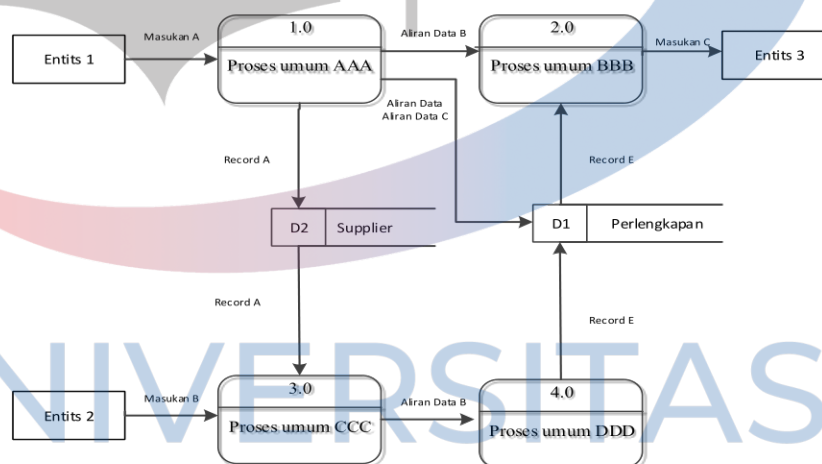 1.0
2.0
Masukan A
Aliran Data B
Masukan C
Entits 1
Proses umum AAA
Proses umum BBB
Entits 3
Aliran Data
Aliran Data C
Record A
Record E
D2 Supplier
D1 Perlengkapan
Record A
Record E
3.0
4.0
Masukan B
Aliran Data B
Entits 2
Proses umum CCC
Proses umum DDD
NIVERSITAS